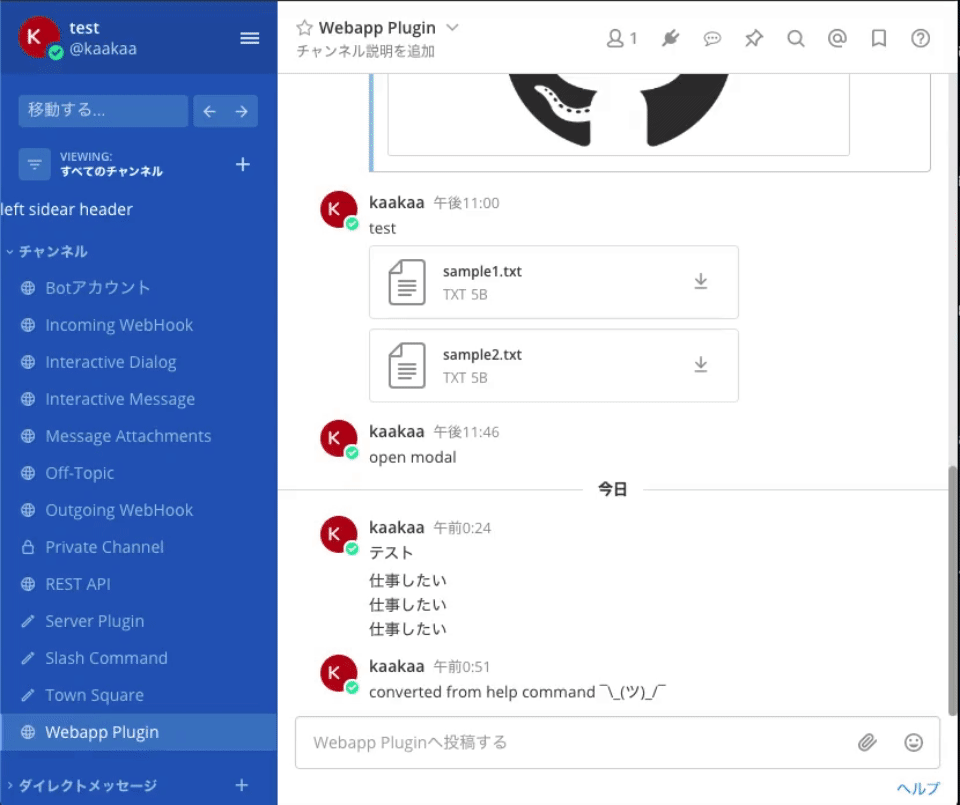 K
test
@kaakaa
移動する...
VIEWING:
すべてのチャンネル
left sidear header
チャンネル
Botアカウント
Incoming WebHook
Interactive Dialog
Interactive Message
Message Attachments
Off-Topic
Outgoing WebHook
Private Channel
REST API
Server Plugin
Slash Command
Town Square
Webapp Plugin
ダイレクトメッセージ
Webapp Plugin
チャンネル説明を追加
1
K
kaakaa 午後11:00
test
sample1.txt
TXT 5B
sample2.txt
TXT 5B
K
kaakaa 午後11:46
open modal
今日
K
kaakaa 午前0:24
テスト
仕事したい
仕事したい
仕事したい
K
kaakaa 午前0:51
converted from help command ¯\_(ツ)_/¯
Webapp Pluginへ投稿する
ヘルプ